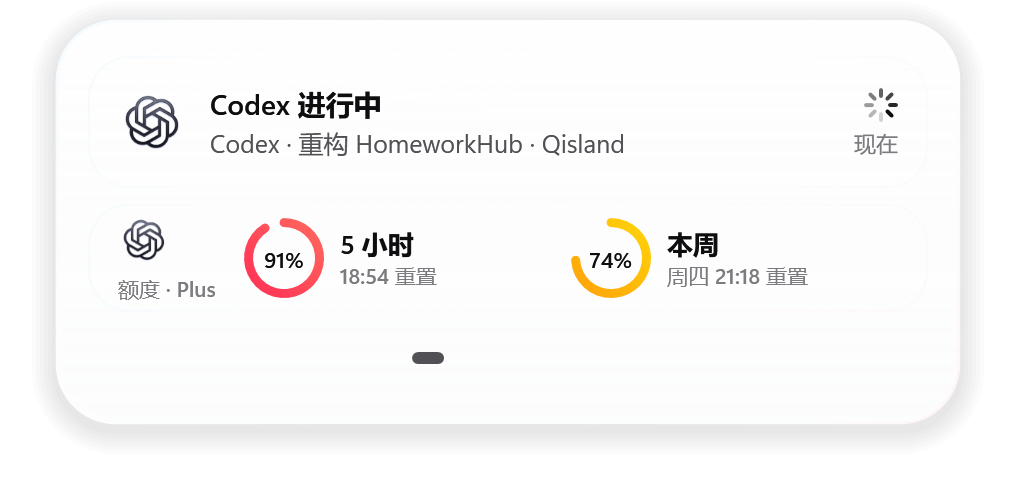 Codex 进行中
Codex · 重构 HomeworkHub · Qisland
现在
额度 · Plus
91%
5 小时
18:54 重置
74%
本周
周四 21:18 重置